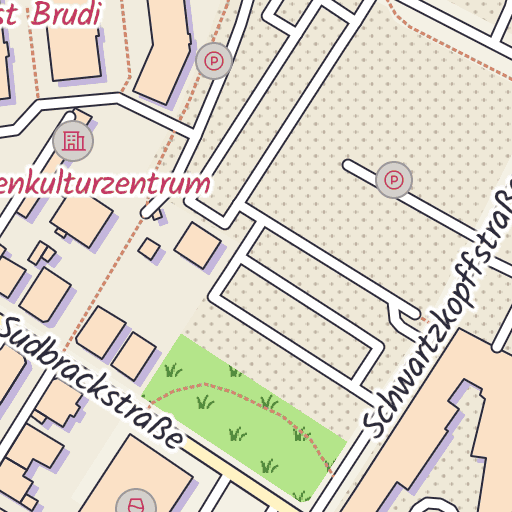 st Brudi
enkulturzentrum
Schwartzkopffstraße
Sudbrackstraße
P
P